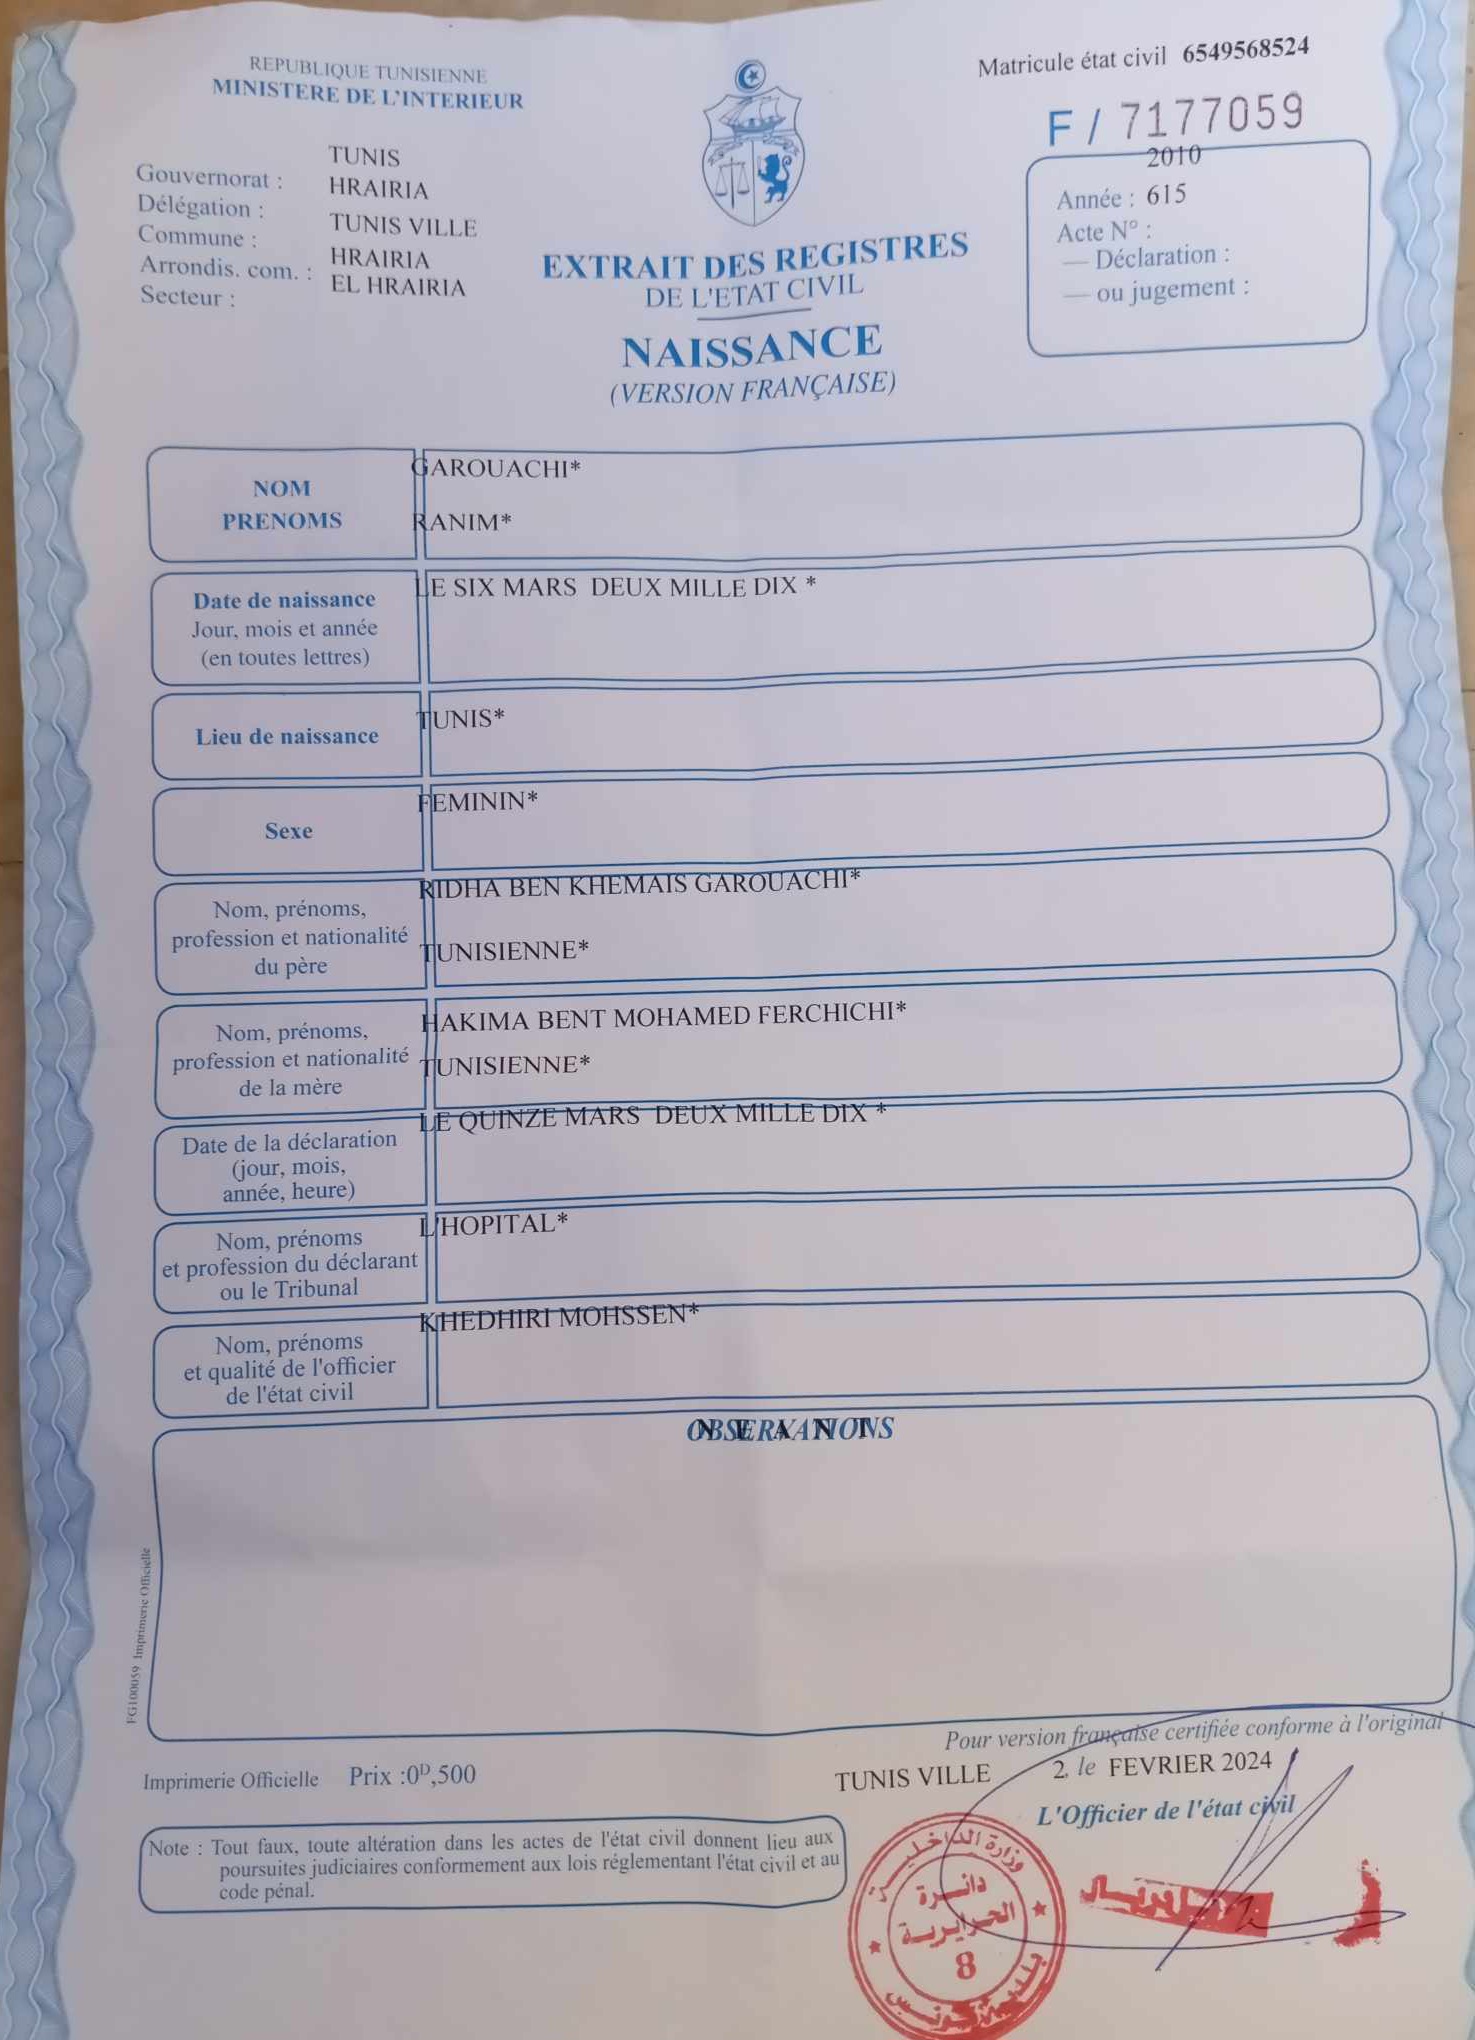 REPUBLIQUE TUNISIENNE
MINISTERE DE L'INTERIEUR
Matricule état civil 6549568524
F / 7177059
Gouvernorat : TUNIS
Délégation : HRAIRIA
Commune : TUNIS VILLE
Arrondis. com. : HRAIRIA
Secteur : EL HRAIRIA
2010
Année : 615
Acte N° :
— Déclaration :
— ou jugement :
EXTRAIT DES REGISTRES
DE L'ETAT CIVIL
NAISSANCE
(VERSION FRANÇAISE)
NOM GAROUACHI*
PRENOMS RANIM*
Date de naissance LE SIX MARS DEUX MILLE DIX *
Jour, mois et année
(en toutes lettres)
Lieu de naissance TUNIS*
Sexe FEMININ*
RIDHA BEN KHEMAIS GAROUACHI*
Nom, prénoms,
profession et nationalité TUNISIENNE*
du père
HAKIMA BENT MOHAMED FERCHICHI*
Nom, prénoms,
profession et nationalité TUNISIENNE*
de la mère
LE QUINZE MARS DEUX MILLE DIX *
Date de la déclaration
(jour, mois,
année, heure)
L'HOPITAL*
Nom, prénoms
et profession du déclarant
ou le Tribunal
KHEDHIRI MOHSSEN*
Nom, prénoms
et qualité de l'officier
de l'état civil
OBSERVATIONS
N E A N T
FG100059 Imprimerie Officielle
Pour version française certifiée conforme à l'original
Imprimerie Officielle Prix :0D,500
TUNIS VILLE 2, le FEVRIER 2024
L'Officier de l'état civil
Note : Tout faux, toute altération dans les actes de l'état civil donnent lieu aux
poursuites judiciaires conformement aux lois réglementant l'état civil et au
code pénal.
وزارة الداخلية
دائرة
الحرايرية
8
بلدية تونس